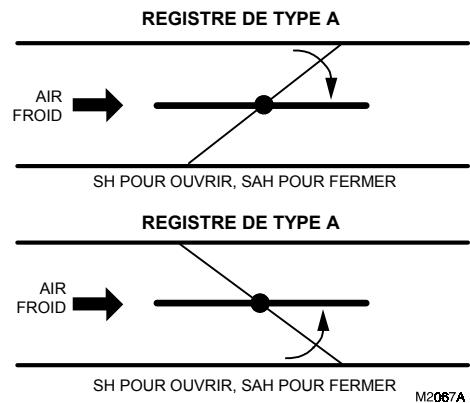 REGISTRE DE TYPE A
AIR
FROID
SH POUR OUVRIR, SAH POUR FERMER
REGISTRE DE TYPE A
AIR
FROID
SH POUR OUVRIR, SAH POUR FERMER